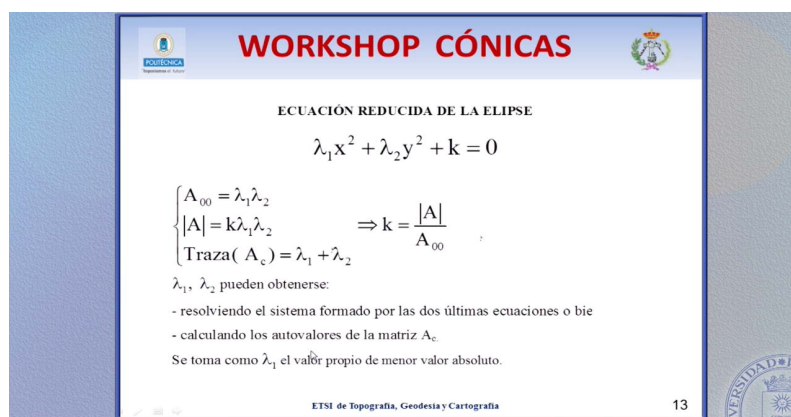 POLITÉCNICA
WORKSHOP CÓNICAS
ECUACIÓN REDUCIDA DE LA ELIPSE
λ₁x² + λ₂y² + k = 0
A₀₀ = λ₁λ₂
|A| = kλ₁λ₂ ⇒ k = |A| / A₀₀ ,
Traza( A_c ) = λ₁ + λ₂
λ₁, λ₂ pueden obtenerse:
- resolviendo el sistema formado por las dos últimas ecuaciones o bie
- calculando los autovalores de la matriz A_c.
Se toma como λ₁ el valor propio de menor valor absoluto.
ETSI de Topografía, Geodesia y Cartografía
13